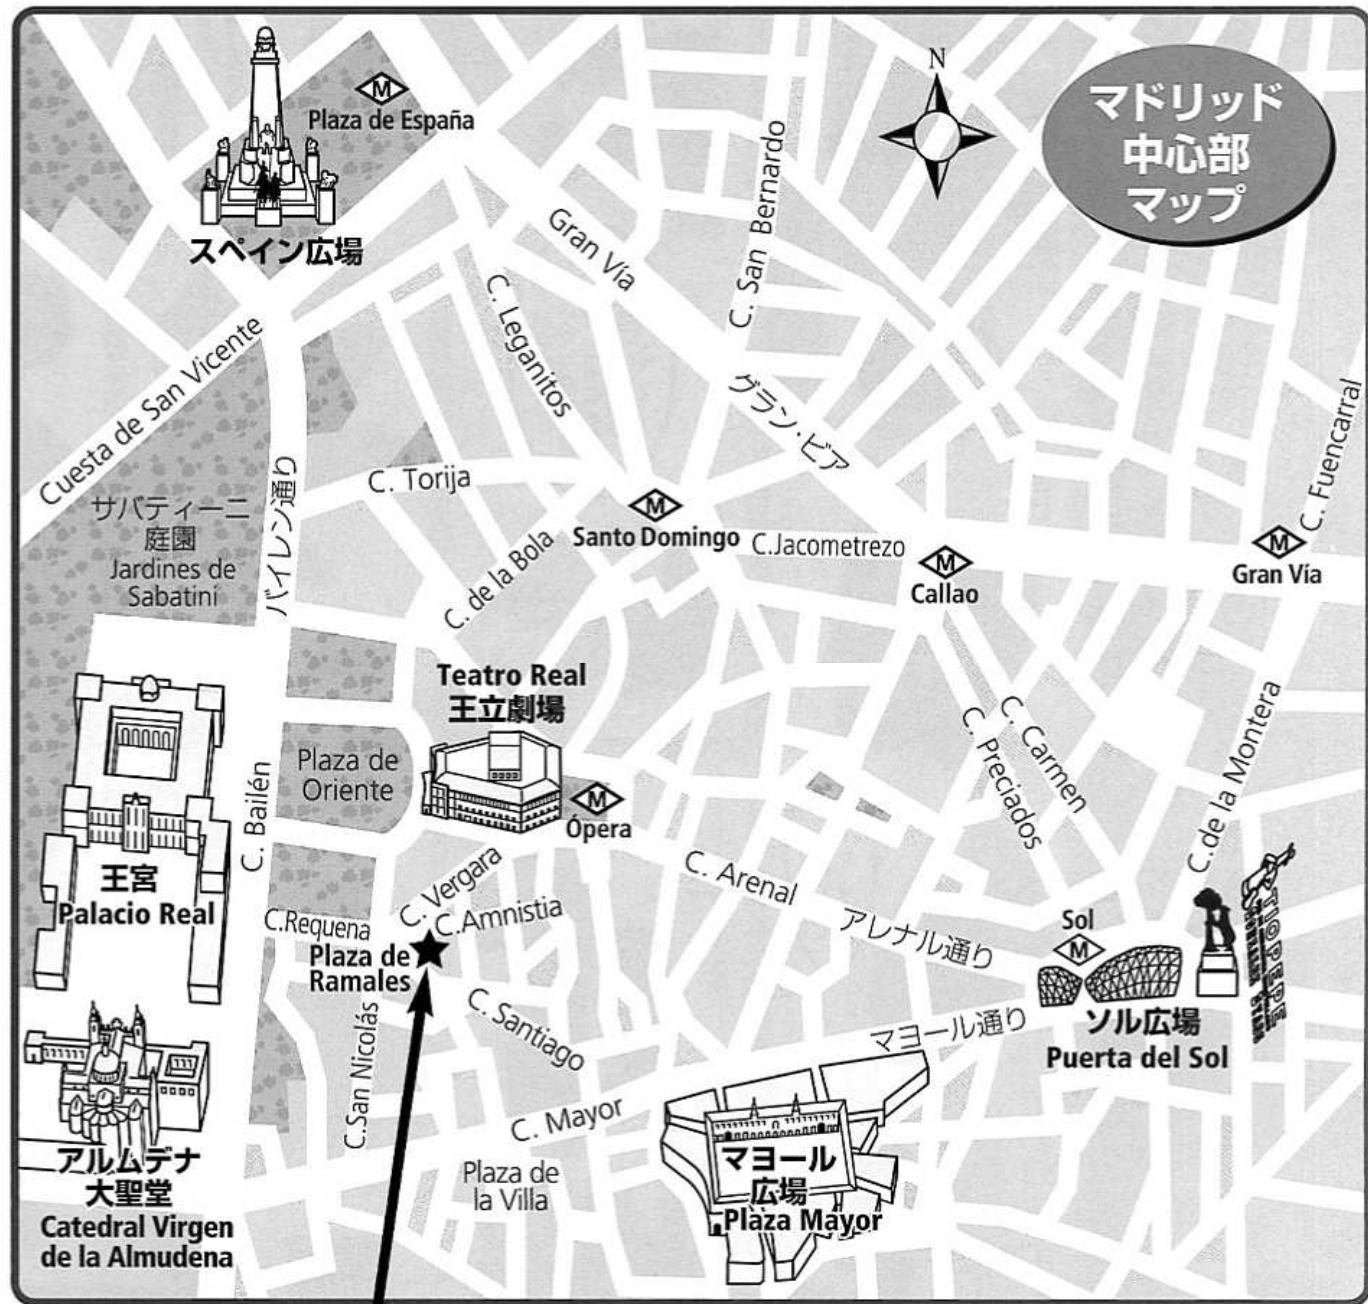 N
マドリッド
中心部
マップ
M
Plaza de España
スペイン広場
Gran Vía
C. San Bernardo
C. Leganitos
グラン・ビア
Cuesta de San Vicente
C. Fuencarral
C. Torija
バイレン通り
サバティーニ
庭園
Jardines de
Sabatini
M
Santo Domingo
C.Jacometrezo
M
Callao
M
Gran Vía
C. de la Bola
Teatro Real
王立劇場
Plaza de
Oriente
M
Ópera
C. Bailén
C. Carmen
C. Preciados
C.de la Montera
王宮
Palacio Real
C. Vergara
C.Amnistia
C. Arenal
アレナル通り
C.Requena
Plaza de
Ramales
Sol
M
TIO PEPE
ソル広場
Puerta del Sol
C. Santiago
C.San Nicolás
マヨール通り
C. Mayor
アルムデナ
大聖堂
Catedral Virgen
de la Almudena
Plaza de
la Villa
マヨール
広場
Plaza Mayor